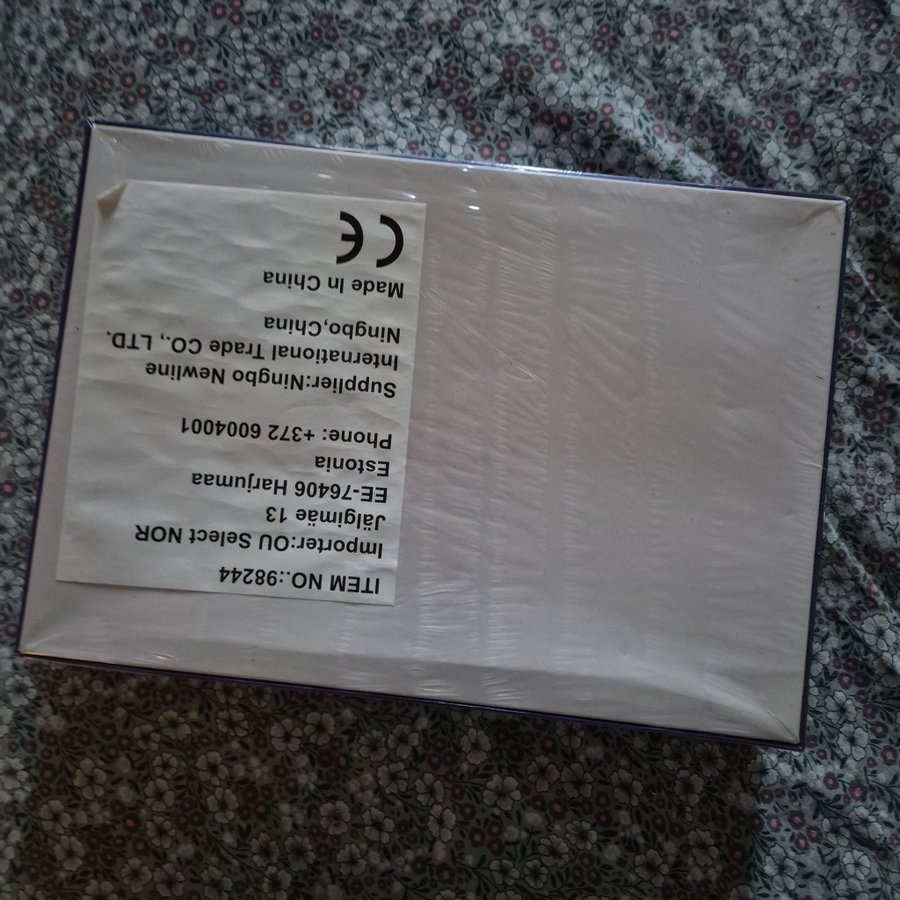 ITEM NO.:98244
Importer:OU Select NOR
Jälgimäe 13
EE-76406 Harjumaa
Estonia
Phone: +372 6004001
Supplier:Ningbo Newline
International Trade CO., LTD.
Ningbo,China
Made In China
CE